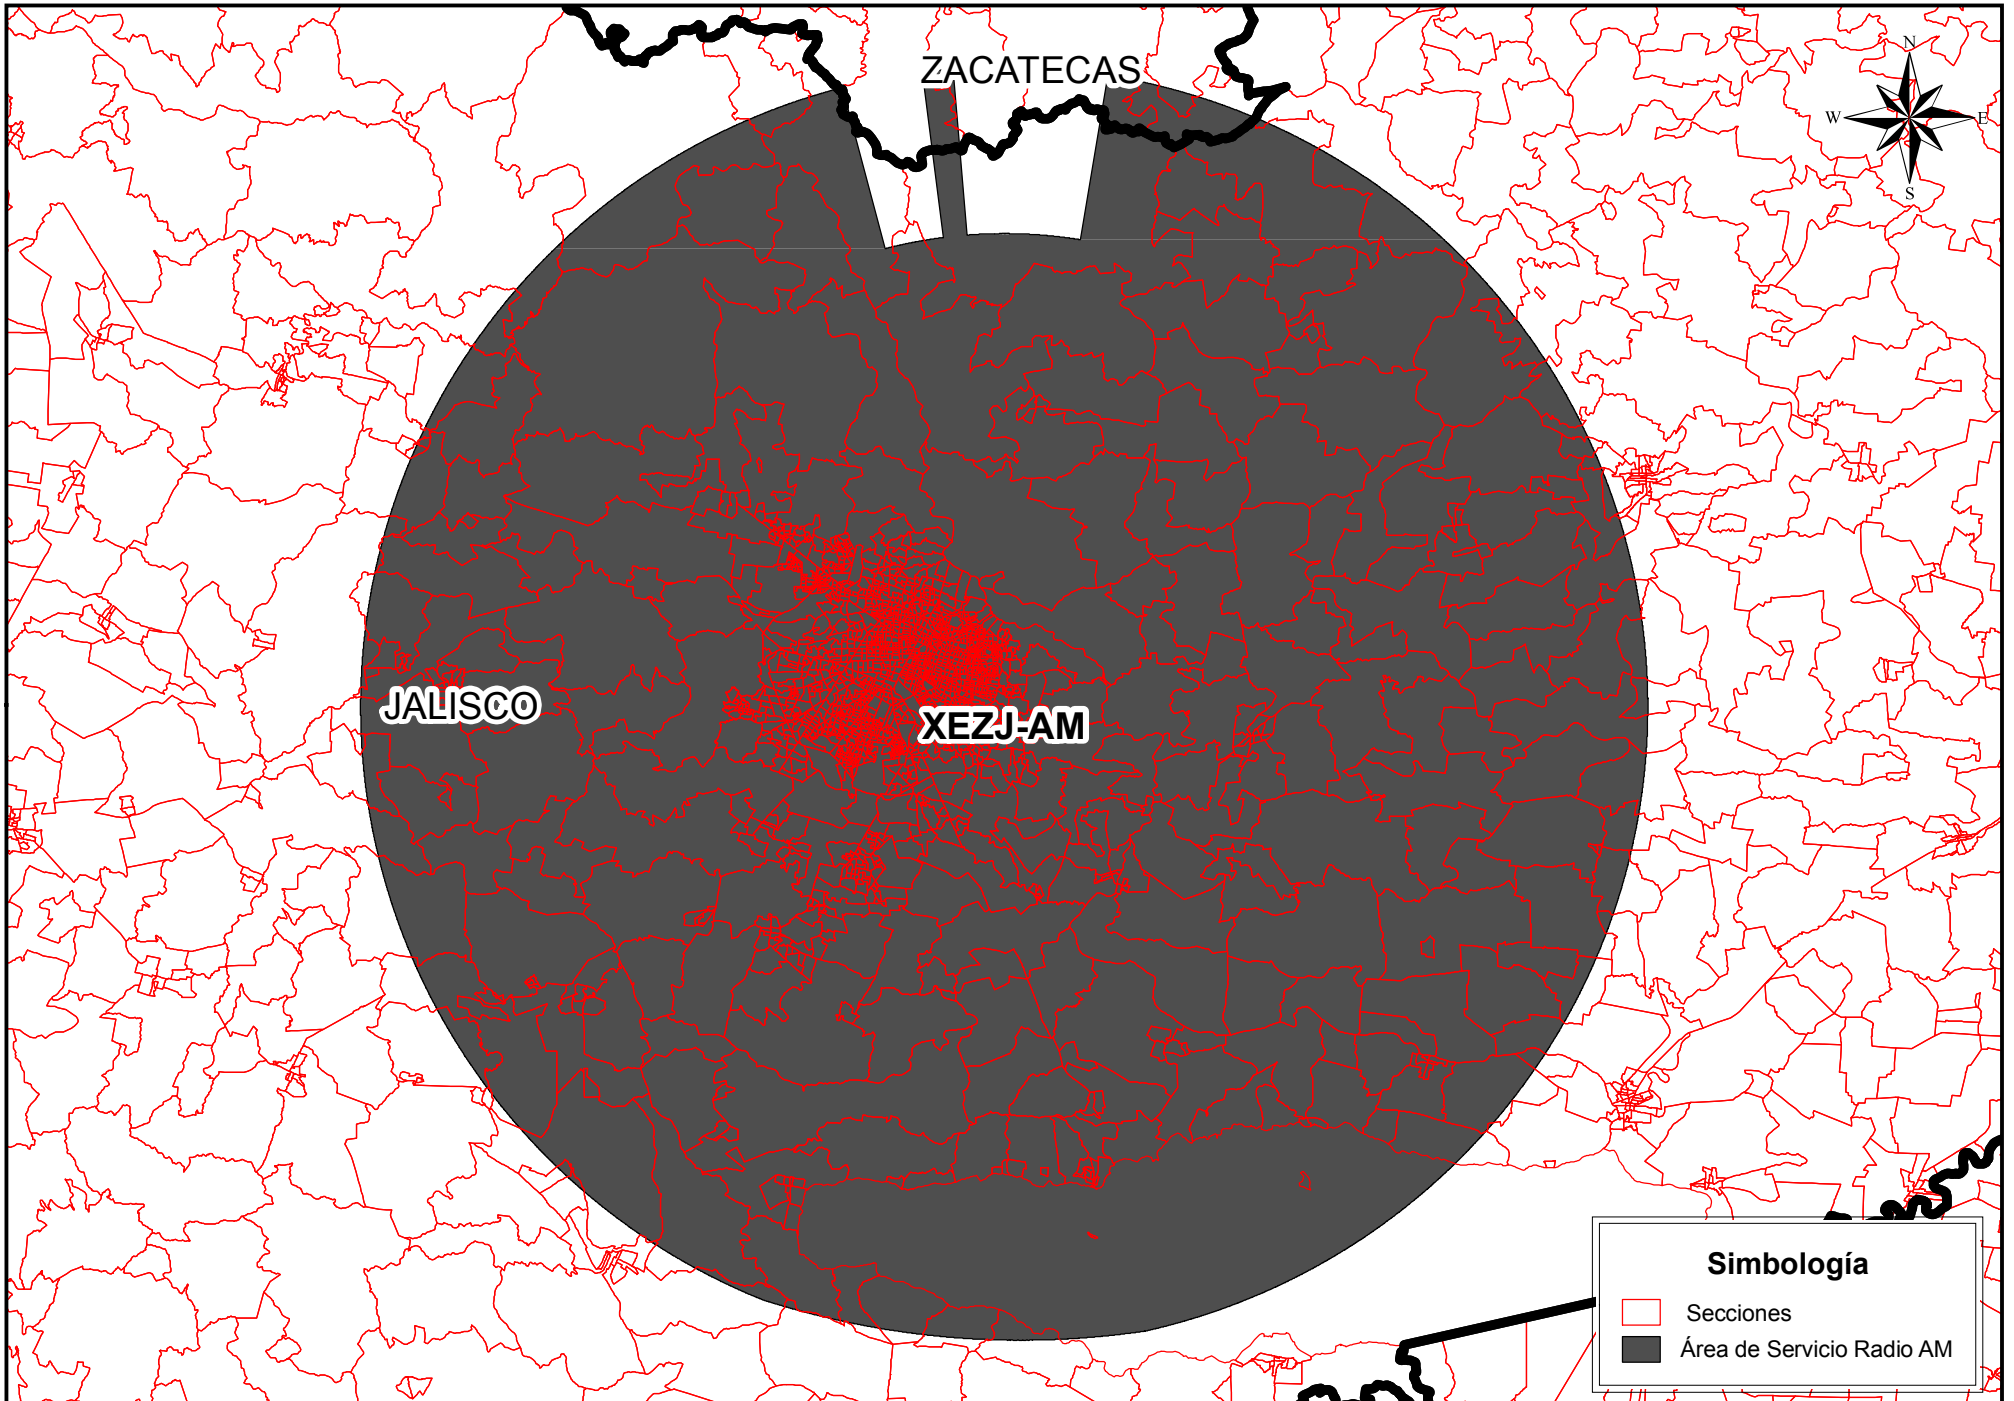 ZACATECAS
N
W
E
S
JALISCO
XEZJ-AM
Simbología
Secciones
Área de Servicio Radio AM